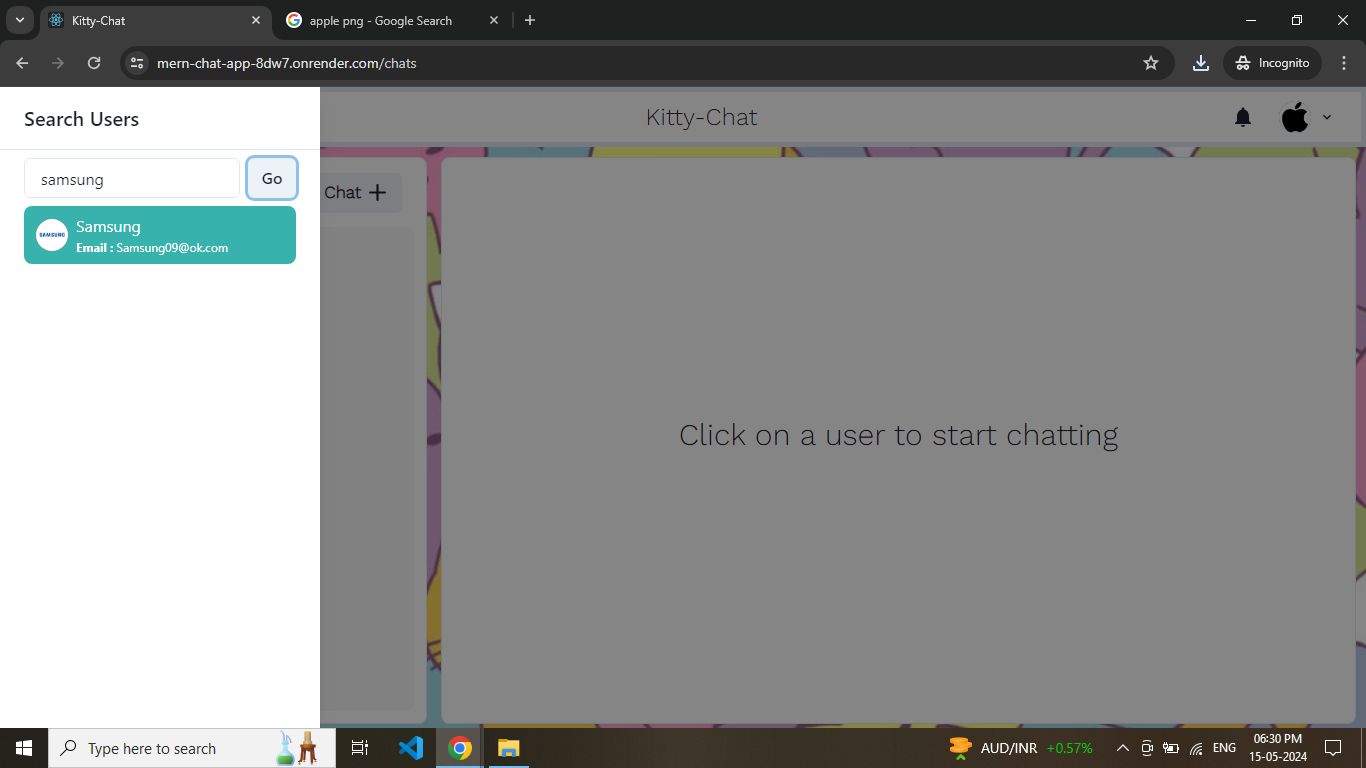 Kitty-Chat
apple png - Google Search
mern-chat-app-8dw7.onrender.com/chats
Incognito
Search Users
Kitty-Chat
samsung
Go
Chat
SAMSUNG
Samsung
Email : Samsung09@ok.com
Click on a user to start chatting
Type here to search
AUD/INR +0.57%
ENG
06:30 PM
15-05-2024